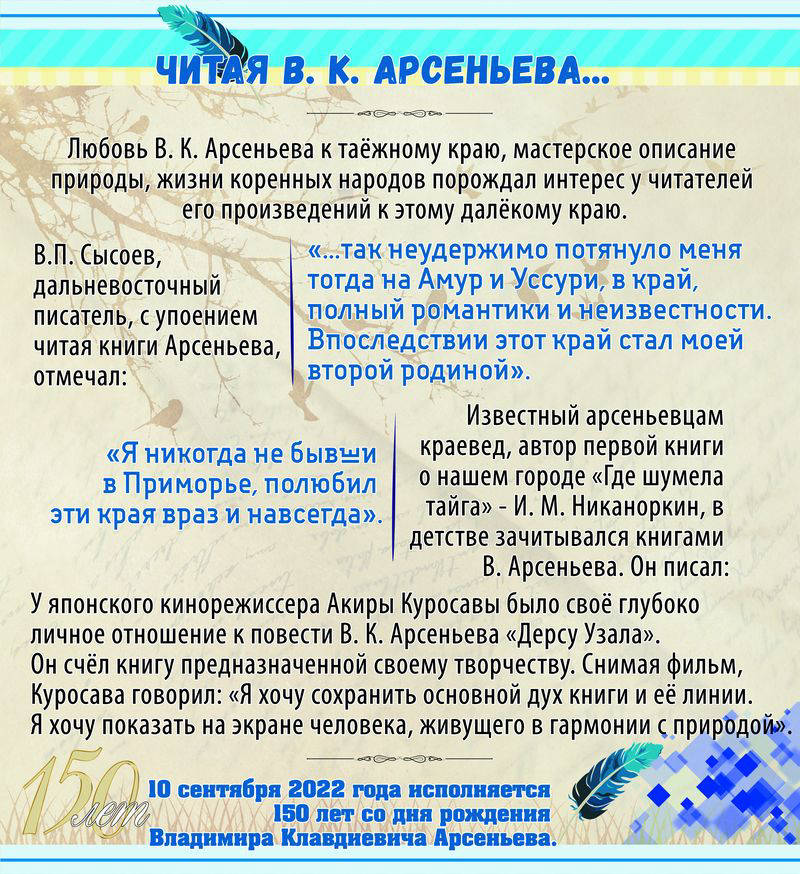 ЧИТАЯ В. К. АРСЕНЬЕВА...
Любовь В. К. Арсеньева к таёжному краю, мастерское описание
природы, жизни коренных народов порождал интерес у читателей
его произведений к этому далёкому краю.
В.П. Сысоев,
дальневосточный
писатель, с упоением
читая книги Арсеньева,
отмечал:
«...так неудержимо потянуло меня
тогда на Амур и Уссури, в край,
полный романтики и неизвестности.
Впоследствии этот край стал моей
второй родиной».
Известный арсеньевцам
краевед, автор первой книги
о нашем городе «Где шумела
тайга» - И. М. Никаноркин, в
детстве зачитывался книгами
В. Арсеньева. Он писал:
«Я никогда не бывши
в Приморье, полюбил
эти края враз и навсегда».
У японского кинорежиссера Акиры Куросавы было своё глубоко
личное отношение к повести В. К. Арсеньева «Дерсу Узала».
Он счёл книгу предназначенной своему творчеству. Снимая фильм,
Куросава говорил: «Я хочу сохранить основной дух книги и её линии.
Я хочу показать на экране человека, живущего в гармонии с природой».
150
лет
10 сентября 2022 года исполняется
150 лет со дня рождения
Владимира Клавдиевича Арсеньева.